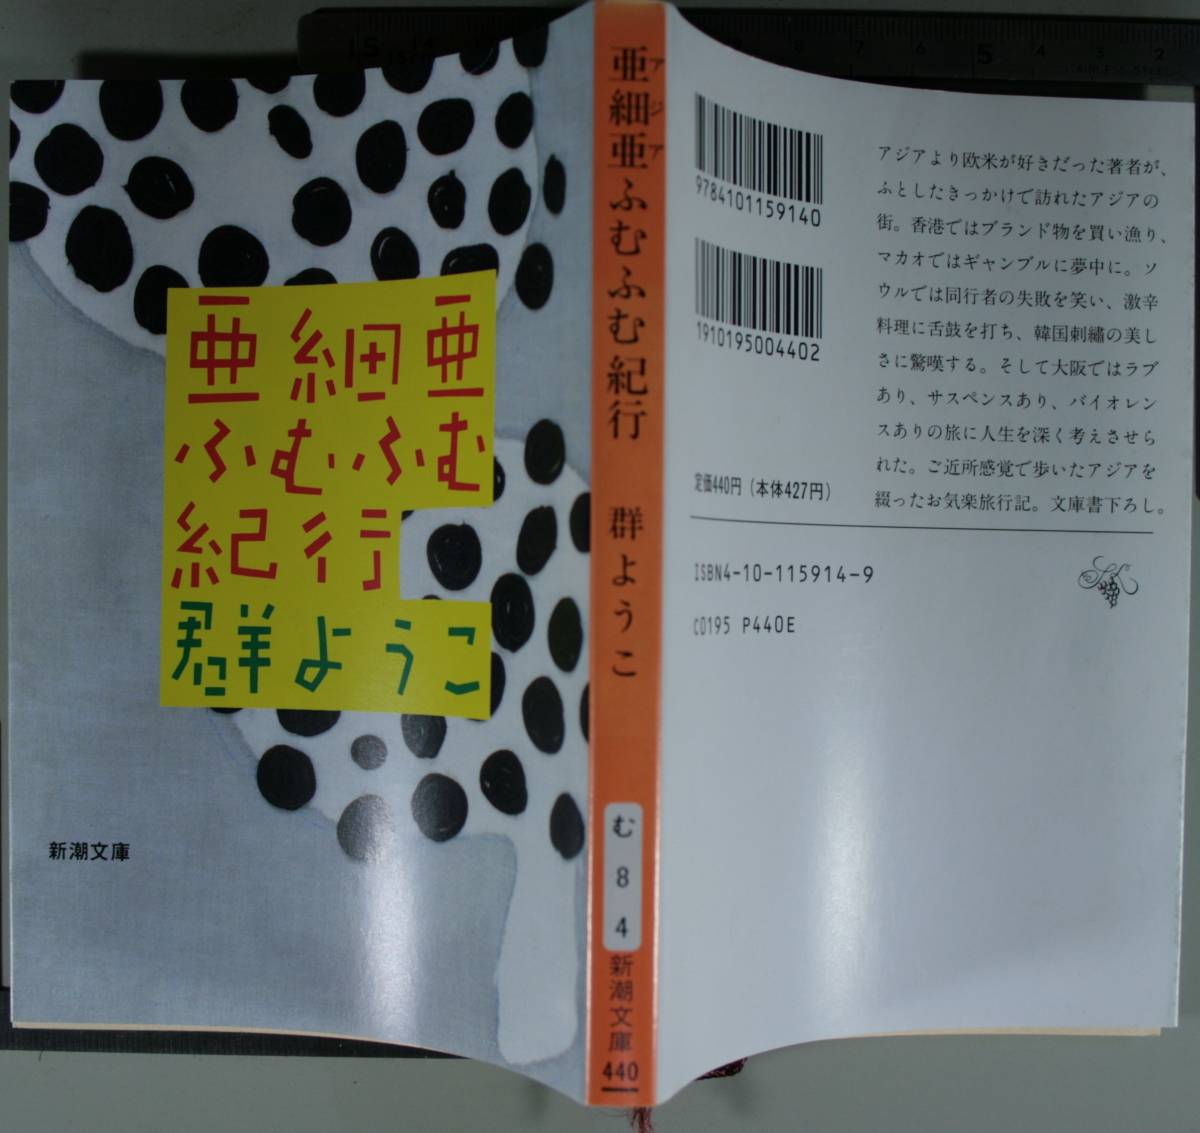 亜細亜
ふむふむ
紀行
群ようこ
新潮文庫
亜細亜ふむふむ紀行 群ようこ
アジア
む
8
4
新潮文庫
440
9784101159140
1910195004402
定価440円(本体427円)
ISBN4-10-115914-9
C0195 P440E
アジアより欧米が好きだった著者が、
ふとしたきっかけで訪れたアジアの
街。香港ではブランド物を買い漁り、
マカオではギャンブルに夢中に。ソ
ウルでは同行者の失敗を笑い、激辛
料理に舌鼓を打ち、韓国刺繡の美し
さに驚嘆する。そして大阪ではラブ
あり、サスペンスあり、バイオレン
スありの旅に人生を深く考えさせら
れた。ご近所感覚で歩いたアジアを
綴ったお気楽旅行記。文庫書下ろし。